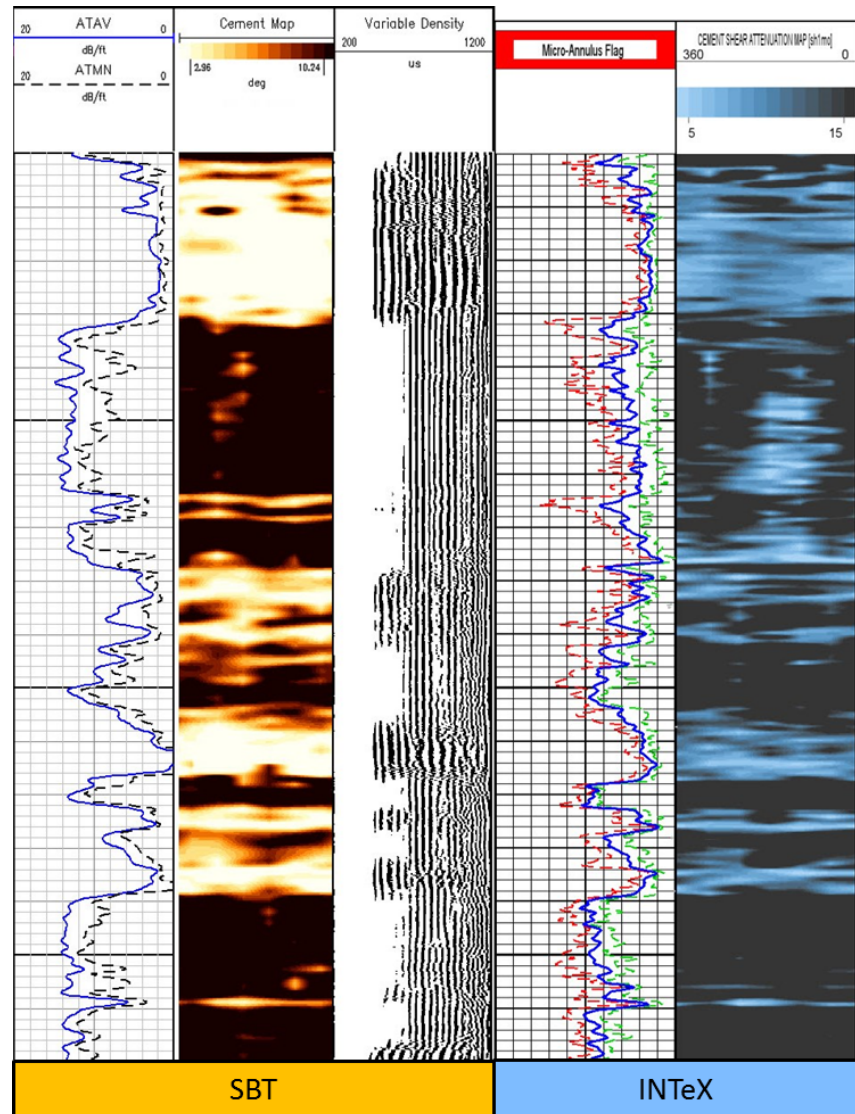 ATAV
20 0
dB/ft
ATMN
20 0
dB/ft
Cement Map
2.96 10.24
deg
Variable Density
200 1200
us
Micro-Annulus Flag
CEMENT SHEAR ATTENUATION MAP [sh1mo]
360 0
5 15
SBT
INTeX